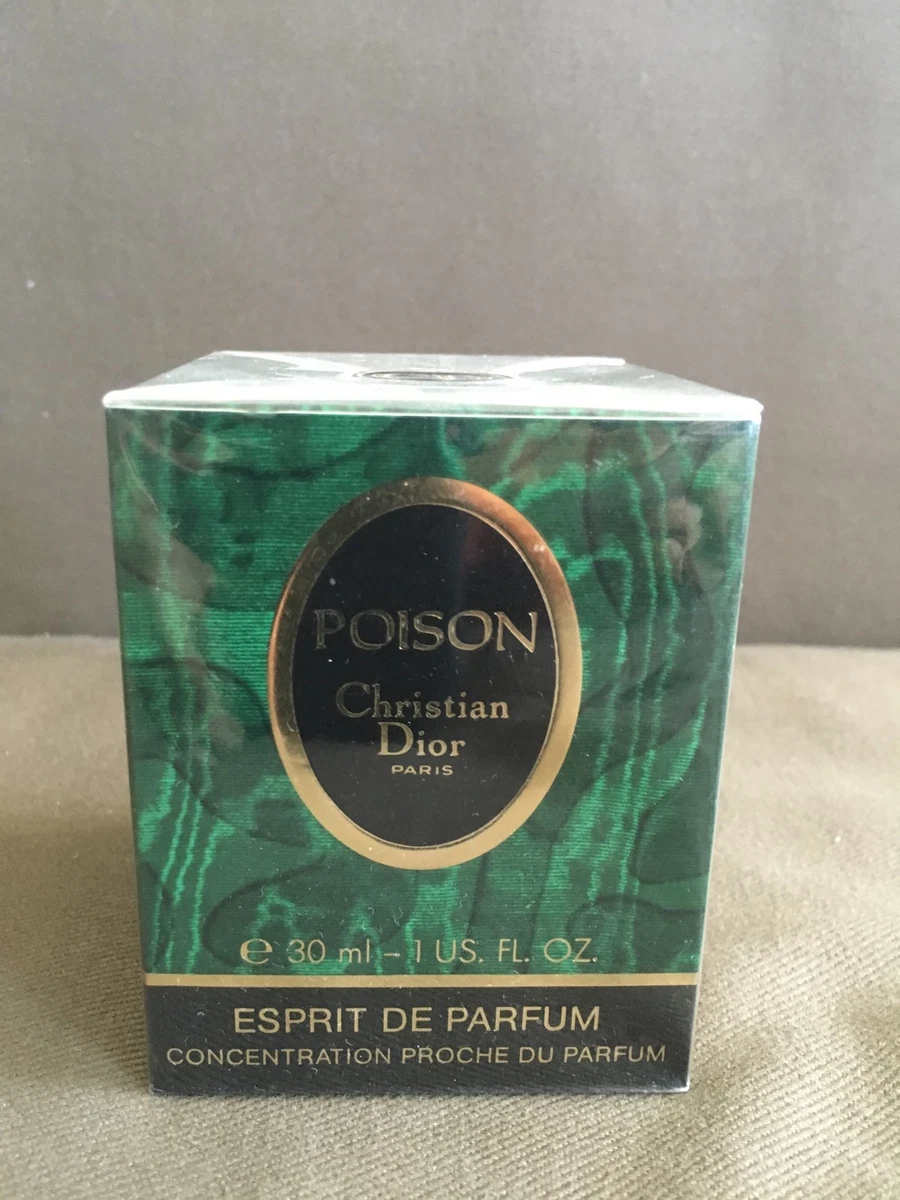 POISON
Christian
Dior
PARIS
℮ 30 ml - 1 US. FL. OZ.
ESPRIT DE PARFUM
CONCENTRATION PROCHE DU PARFUM